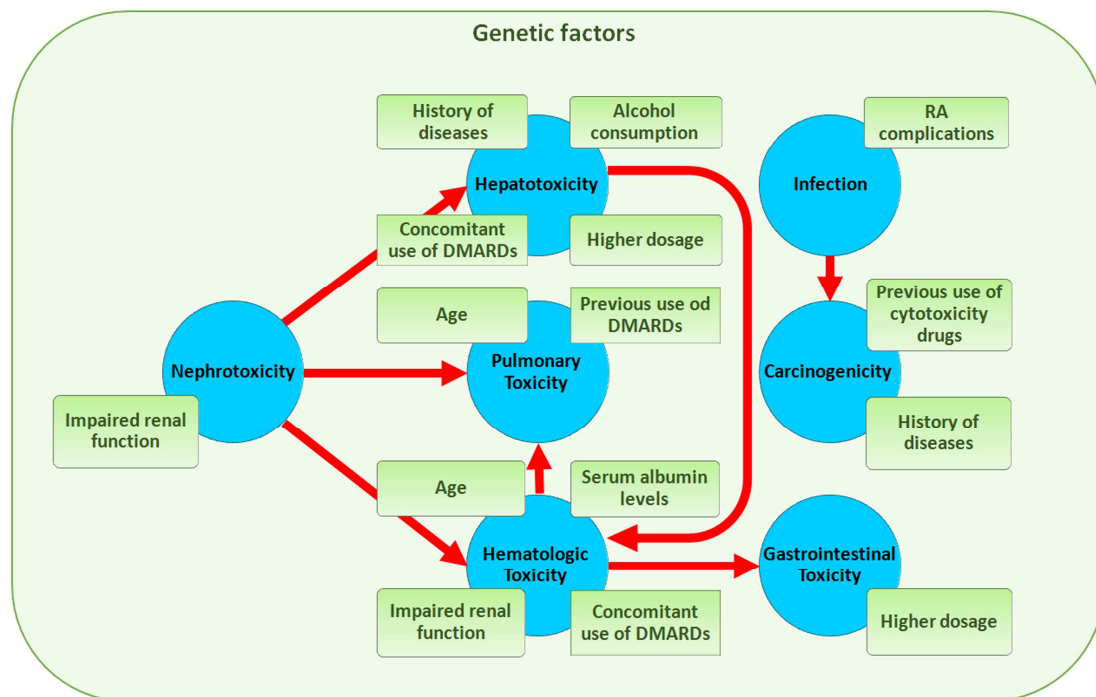 Genetic factors
History of
diseases
Alcohol
consumption
RA
complications
Hepatotoxicity
Infection
Concomitant
use of DMARDs
Higher dosage
Age
Previous use od
DMARDs
Previous use of
cytotoxicity
drugs
Nephrotoxicity
Pulmonary
Toxicity
Carcinogenicity
Impaired renal
function
History of
diseases
Age
Serum albumin
levels
Hematologic
Toxicity
Gastrointestinal
Toxicity
Impaired renal
function
Concomitant
use of DMARDs
Higher dosage